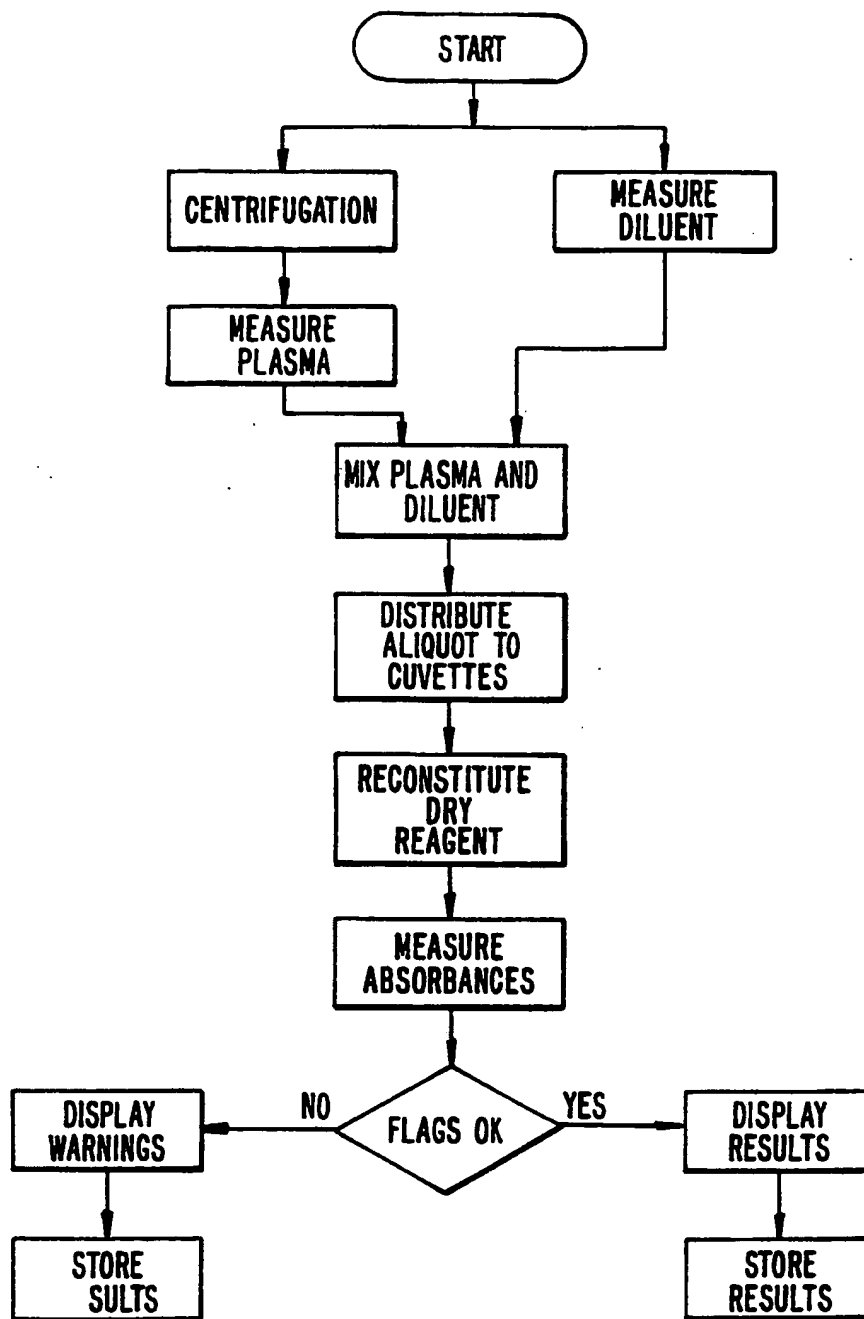 START
CENTRIFUGATION
MEASURE
DILUENT
MEASURE
PLASMA
MIX PLASMA AND
DILUENT
DISTRIBUTE
ALIQUOT TO
CUVETTES
RECONSTITUTE
DRY
REAGENT
MEASURE
ABSORBANCES
FLAGS OK
NO
YES
DISPLAY
WARNINGS
DISPLAY
RESULTS
STORE
SULTS
STORE
RESULTS